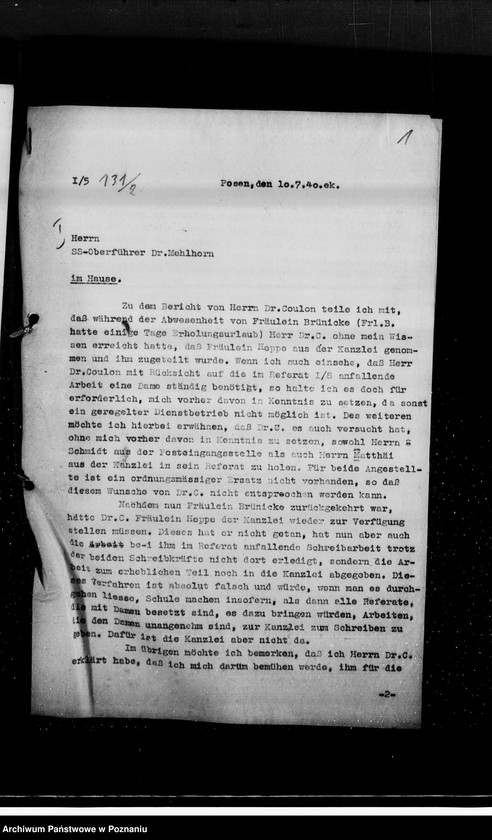 1
I/5 131/2 Posen,den 1o.7.4o.ek.
I)
Herrn
SS-Oberführer Dr.Mehlhorn
im Hause.
Zu dem Bericht von Herrn Dr.Coulon teile ich mit,
daß während der Abwesenheit von Fräulein Brünicke (Frl.B.
hatte einige Tage Erholungsurlaub) Herr Dr.C. ohne mein Wis-
sen erreicht hatte, daß Fräulein Hoppe aus der Kanzlei genom-
men und ihm zugeteilt wurde. Wenn ich auch einsehe, daß Herr
Dr.Coulon mit Rücksicht auf die im Referat I/8 anfallende
Arbeit eine Dame ständig benötigt, so halte ich es doch für
erforderlich, mich vorher davon in Kenntnis zu setzen, da sonst
ein geregelter Dienstbetrieb nicht möglich ist. Des weiteren
möchte ich hierbei erwähnen, daß Dr.C. es auch versucht hat,
ohne mich vorher davon in Kenntnis zu setzen, sowohl Herrn
Schmidt aus der Posteingangsstelle als auch Herrn Matthäi
aus der Kanzlei in sein Referat zu holen. Für beide Angestell-
te ist ein ordnungsmässiger Ersatz nicht vorhanden, so daß
diesem Wunsche von Dr.C. nicht entsprochen werden kann.
Nachdem nun Fräulein Brünicke zurückgekehrt war,
hätte Dr.C. Fräulein Hoppe der Kanzlei wieder zur Verfügung
stellen müssen. Dieses hat er nicht getan, hat nun aber auch
die Arbeit be-i ihm im Referat anfallende Schreibarbeit trotz
der beiden Schreibkräfte nicht dort erledigt, sondern die Ar-
beit zum erheblichen Teil noch in die Kanzlei abgegeben. Die-
ses Verfahren ist absolut falsch und würde, wenn man es durch-
gehen liesse, Schule machen insofern, als dann alle Referate,
die mit Damen besetzt sind, es dazu bringen würden, Arbeiten,
die den Damen unangenehm sind, zur Kanzlei zum Schreiben zu
geben. Dafür ist die Kanzlei aber nicht da.
Im übrigen möchte ich bemerken, daß ich Herrn Dr.C.
erklärt habe, daß ich mich darum bemühen werde, ihm für die
-2-
Archiwum Państwowe w Poznaniu